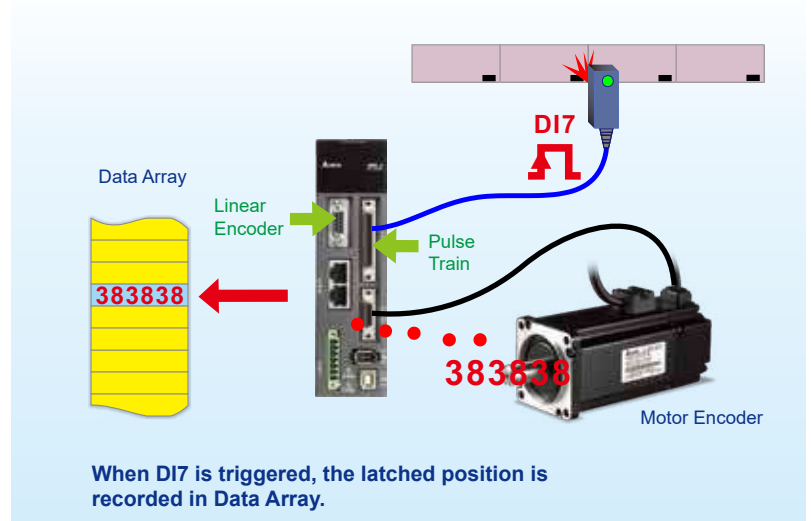 DI7
Data Array
Linear
Encoder
Pulse
Train
383838
383838
Motor Encoder
When DI7 is triggered, the latched position is
recorded in Data Array.